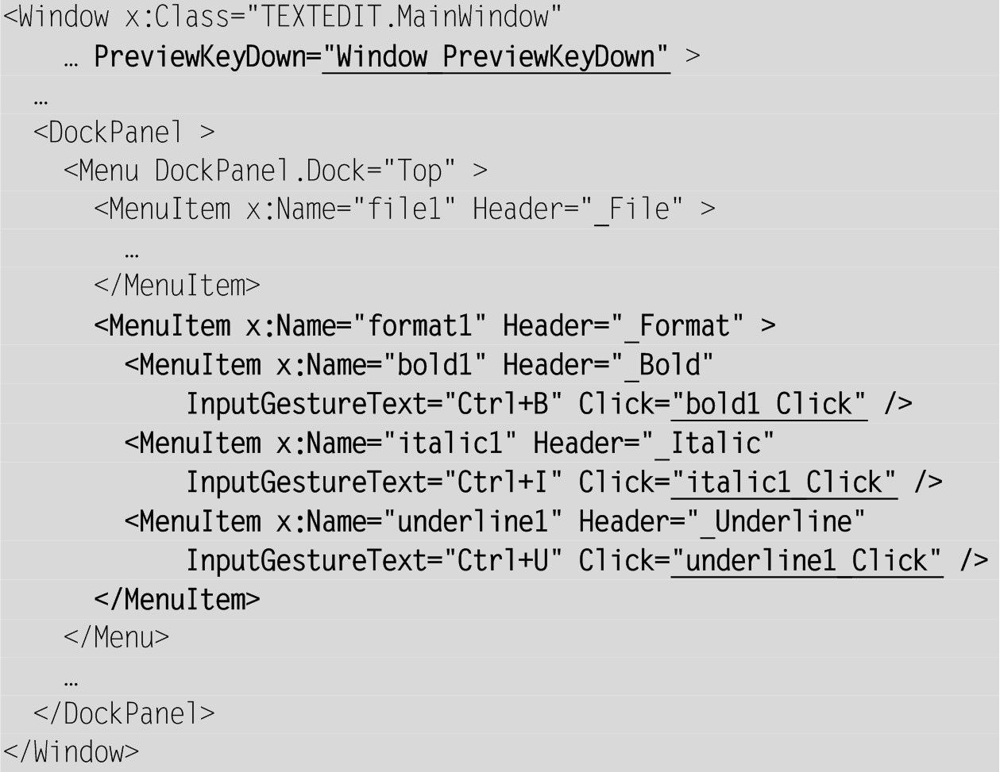 <Window x:Class="TEXTEDIT.MainWindow"
… PreviewKeyDown="Window_PreviewKeyDown" >
…
<DockPanel >
<Menu DockPanel.Dock="Top" >
<MenuItem x:Name="file1" Header="_File" >
…
</MenuItem>
<MenuItem x:Name="format1" Header="_Format" >
<MenuItem x:Name="bold1" Header="_Bold"
InputGestureText="Ctrl+B" Click="bold1_Click" />
<MenuItem x:Name="italic1" Header="_Italic"
InputGestureText="Ctrl+I" Click="italic1_Click" />
<MenuItem x:Name="underline1" Header="_Underline"
InputGestureText="Ctrl+U" Click="underline1_Click" />
</MenuItem>
</Menu>
…
</DockPanel>
</Window>